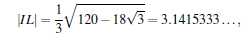 |IL| = 1/3 √(120 − 18√3) = 3.1415333…,